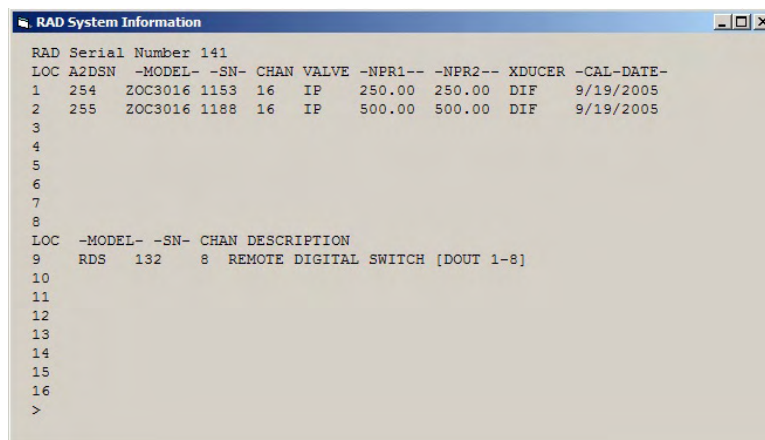 RAD System Information
RAD Serial Number 141
LOC A2DSN -MODEL- -SN- CHAN VALVE -NPR1-- -NPR2-- XDUCER -CAL-DATE-
1 254 ZOC3016 1153 16 IP 250.00 250.00 DIF 9/19/2005
2 255 ZOC3016 1188 16 IP 500.00 500.00 DIF 9/19/2005
3
4
5
6
7
8
LOC -MODEL- -SN- CHAN DESCRIPTION
9 RDS 132 8 REMOTE DIGITAL SWITCH [DOUT 1-8]
10
11
12
13
14
15
16
>